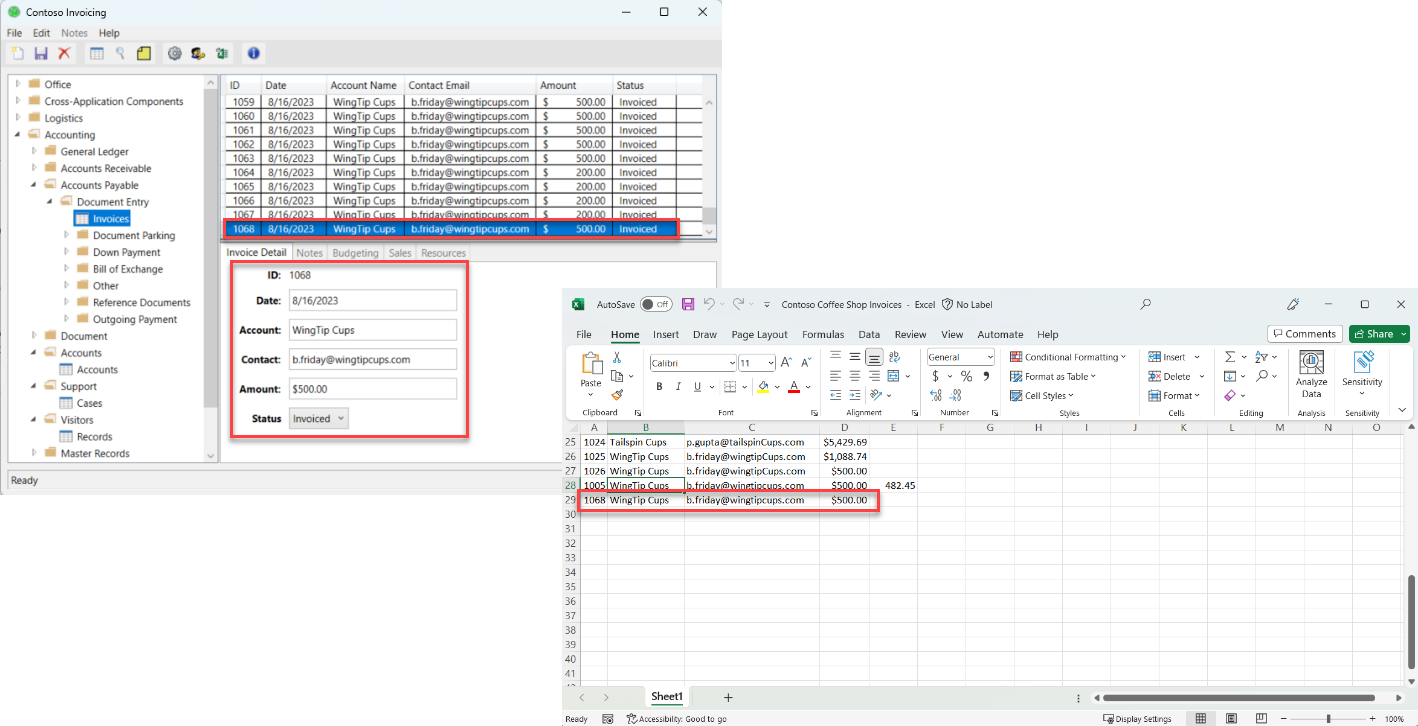 Contoso Invoicing
File Edit Notes Help
Office
Cross-Application Components
Logistics
Accounting
General Ledger
Accounts Receivable
Accounts Payable
Document Entry
Invoices
Document Parking
Down Payment
Bill of Exchange
Other
Reference Documents
Outgoing Payment
Document
Accounts
Accounts
Support
Cases
Visitors
Records
Master Records
Ready
ID Date Account Name Contact Email Amount Status
1059 8/16/2023 WingTip Cups b.friday@wingtipcups.com $ 500.00 Invoiced
1060 8/16/2023 WingTip Cups b.friday@wingtipcups.com $ 500.00 Invoiced
1061 8/16/2023 WingTip Cups b.friday@wingtipcups.com $ 500.00 Invoiced
1062 8/16/2023 WingTip Cups b.friday@wingtipcups.com $ 500.00 Invoiced
1063 8/16/2023 WingTip Cups b.friday@wingtipcups.com $ 500.00 Invoiced
1064 8/16/2023 WingTip Cups b.friday@wingtipcups.com $ 200.00 Invoiced
1065 8/16/2023 WingTip Cups b.friday@wingtipcups.com $ 200.00 Invoiced
1066 8/16/2023 WingTip Cups b.friday@wingtipcups.com $ 200.00 Invoiced
1067 8/16/2023 WingTip Cups b.friday@wingtipcups.com $ 200.00 Invoiced
1068 8/16/2023 WingTip Cups b.friday@wingtipcups.com $ 500.00 Invoiced
Invoice Detail Notes Budgeting Sales Resources
ID: 1068
Date: 8/16/2023
Account: WingTip Cups
Contact: b.friday@wingtipcups.com
Amount: $500.00
Status Invoiced
AutoSave Off Contoso Coffee Shop Invoices - Excel No Label
File Home Insert Draw Page Layout Formulas Data Review View Automate Help Comments Share
Paste
Calibri 11
B I U A
General
$ % 9
Conditional Formatting
Format as Table
Cell Styles
Insert
Delete
Format
Analyze Data
Sensitivity
Clipboard Font Alignment Number Styles Cells Editing Analysis Sensitivity
A B C D E F G H I J K L M N O
25 1024 Tailspin Cups p.gupta@tailspinCups.com $5,429.69
26 1025 WingTip Cups b.friday@wingtipCups.com $1,088.74
27 1026 WingTip Cups b.friday@wingtipCups.com $500.00
28 1005 WingTip Cups b.friday@wingtipcups.com $500.00 482.45
29 1068 WingTip Cups b.friday@wingtipcups.com $500.00
30
31
32
33
34
35
36
37
38
39
40
41
Sheet1
Ready Accessibility: Good to go Display Settings 100%